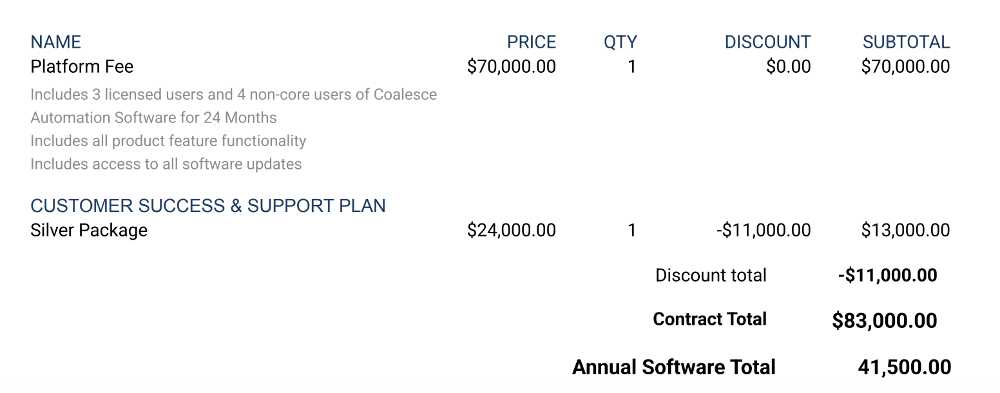 NAME PRICE QTY DISCOUNT SUBTOTAL
Platform Fee $70,000.00 1 $0.00 $70,000.00
Includes 3 licensed users and 4 non-core users of Coalesce
Automation Software for 24 Months
Includes all product feature functionality
Includes access to all software updates
CUSTOMER SUCCESS & SUPPORT PLAN
Silver Package $24,000.00 1 -$11,000.00 $13,000.00
Discount total -$11,000.00
Contract Total $83,000.00
Annual Software Total 41,500.00